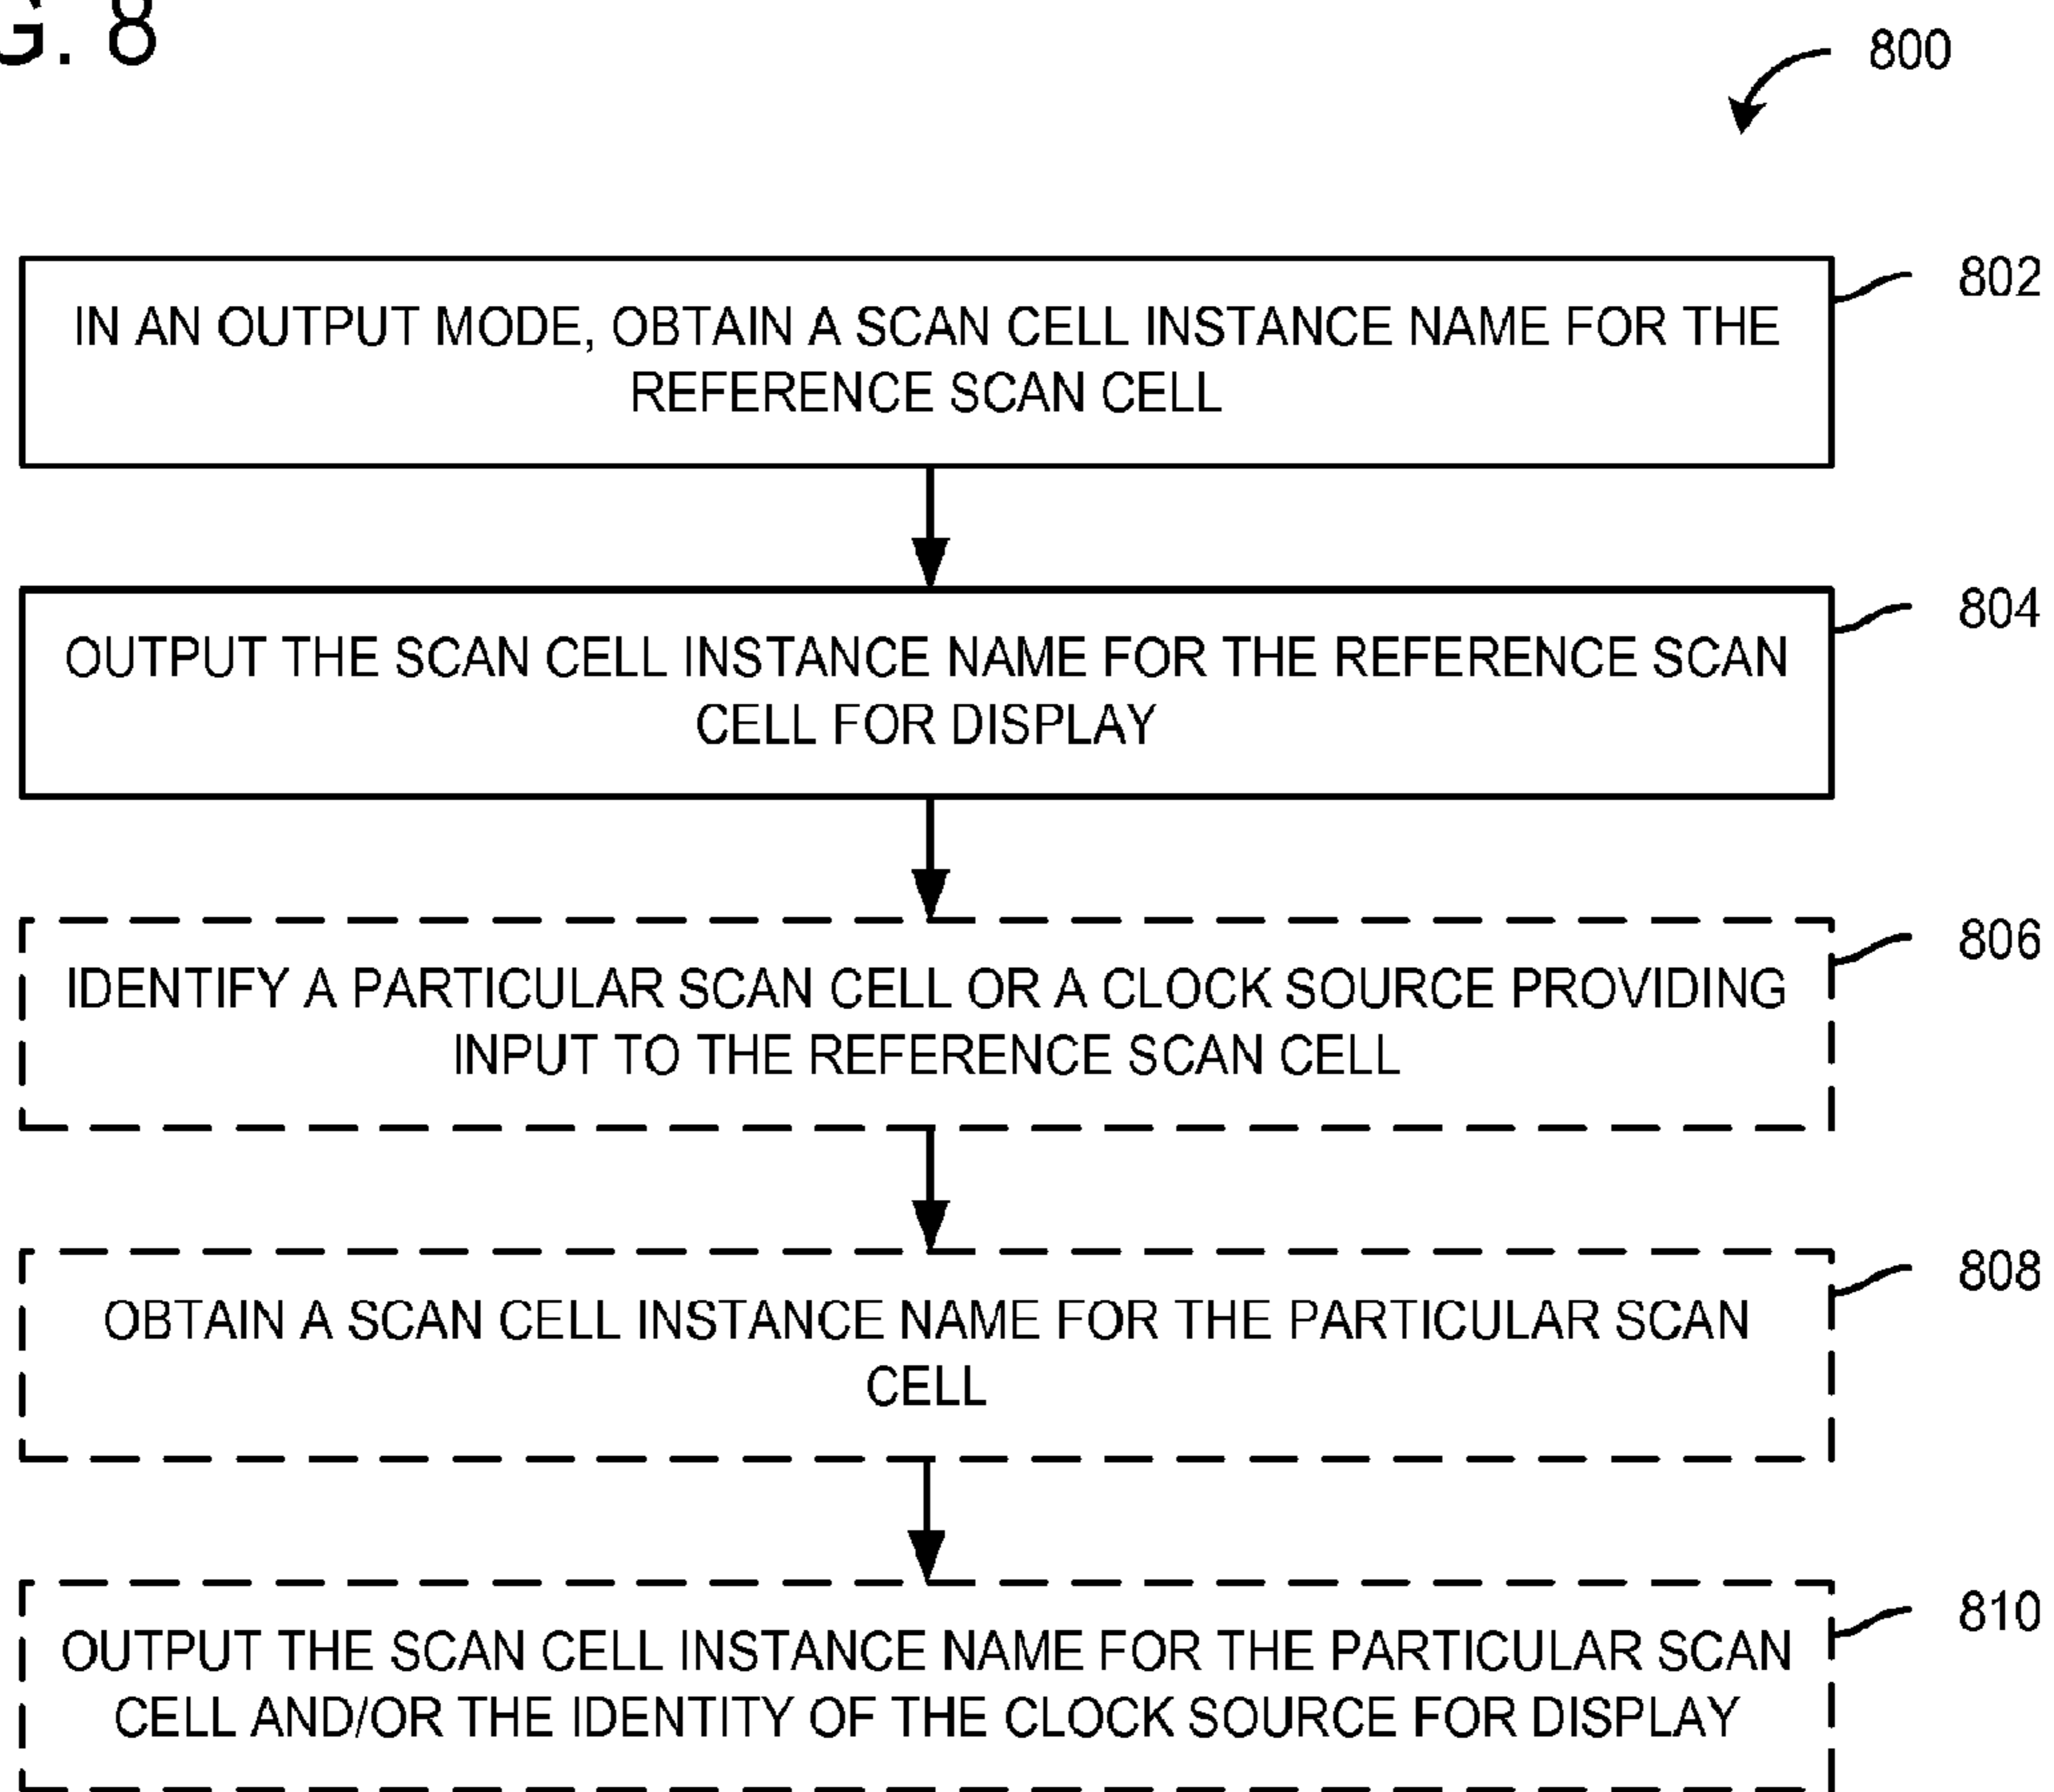 G. 8
800
IN AN OUTPUT MODE, OBTAIN A SCAN CELL INSTANCE NAME FOR THE
REFERENCE SCAN CELL
802
OUTPUT THE SCAN CELL INSTANCE NAME FOR THE REFERENCE SCAN
CELL FOR DISPLAY
804
IDENTIFY A PARTICULAR SCAN CELL OR A CLOCK SOURCE PROVIDING
INPUT TO THE REFERENCE SCAN CELL
806
OBTAIN A SCAN CELL INSTANCE NAME FOR THE PARTICULAR SCAN
CELL
808
OUTPUT THE SCAN CELL INSTANCE NAME FOR THE PARTICULAR SCAN
CELL AND/OR THE IDENTITY OF THE CLOCK SOURCE FOR DISPLAY
810